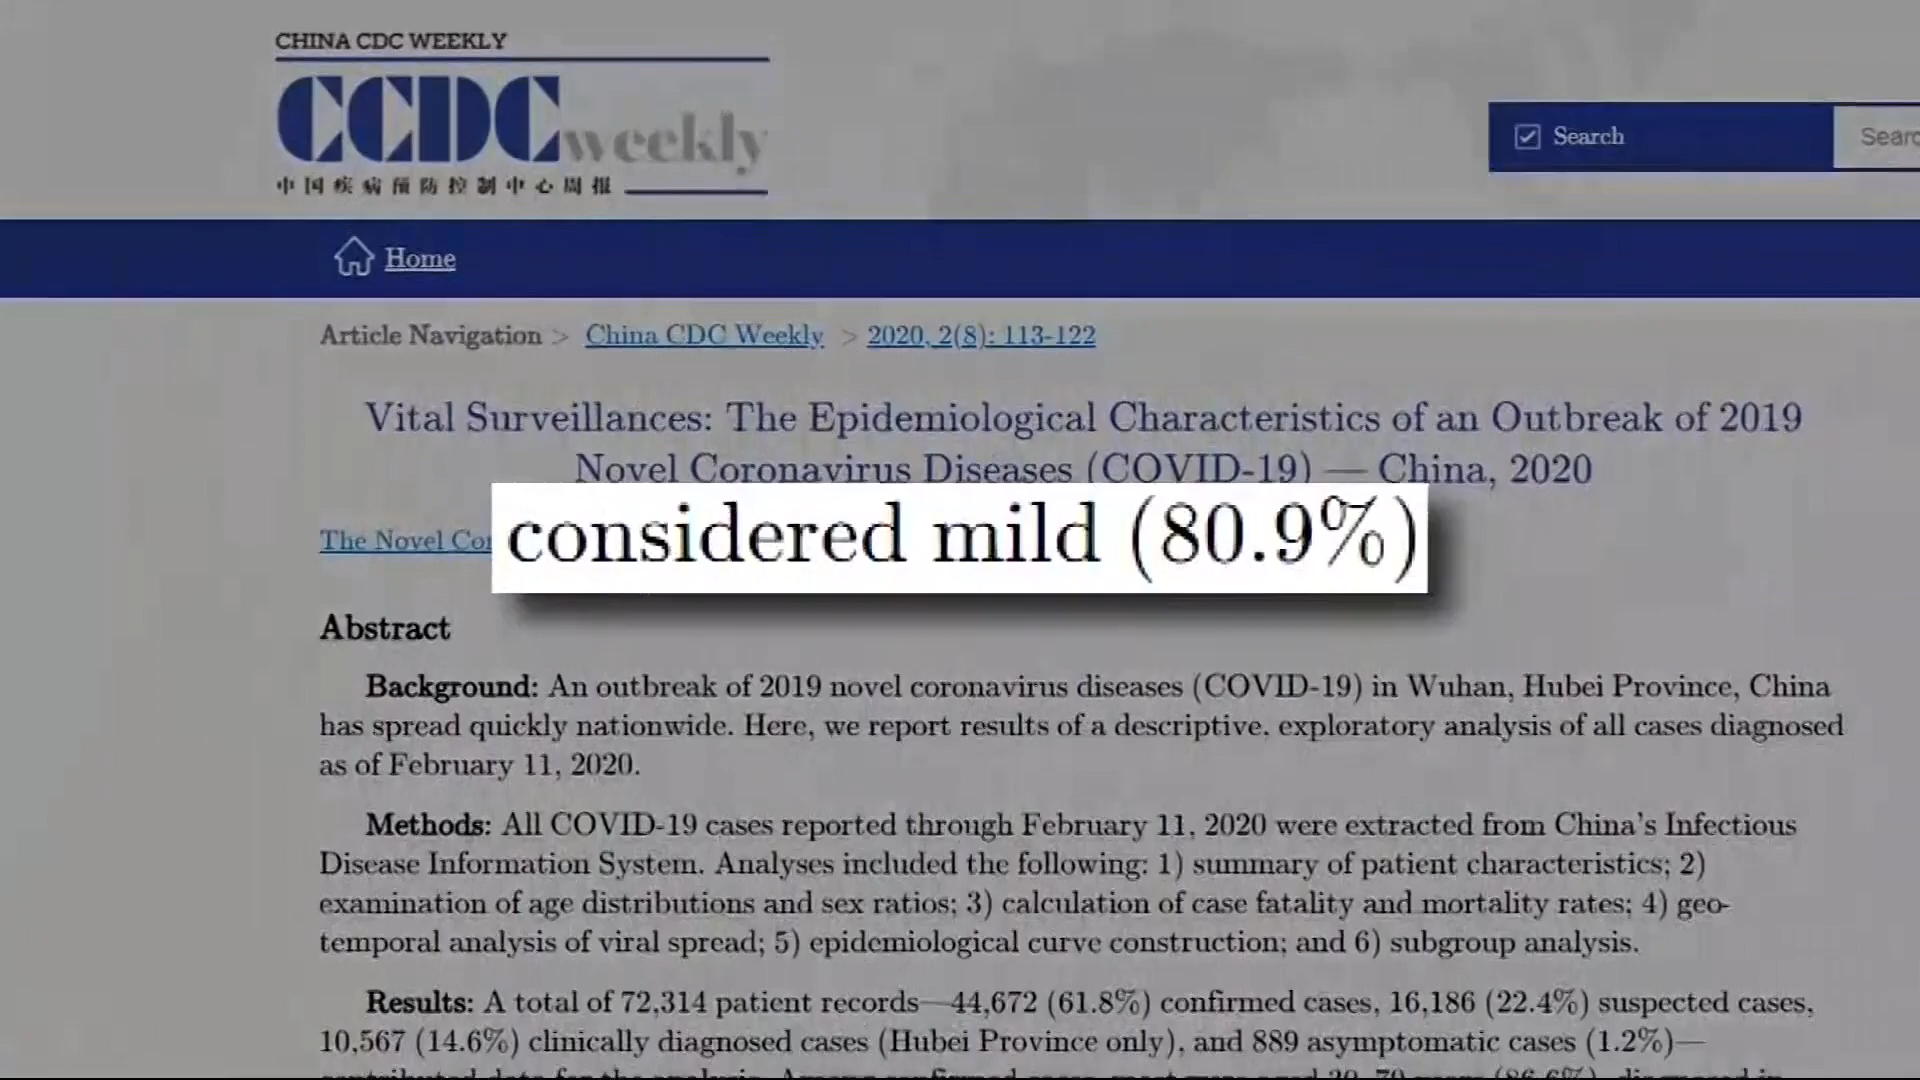 CHINA CDC WEEKLY
CCDC weekly
中国疾病预防控制中心周报
Search
Searc
Home
Article Navigation > China CDC Weekly > 2020, 2(8): 113-122
Vital Surveillances: The Epidemiological Characteristics of an Outbreak of 2019
Novel Coronavirus Diseases (COVID-19) — China, 2020
The Novel Cor
considered mild (80.9%)
Abstract
Background: An outbreak of 2019 novel coronavirus diseases (COVID-19) in Wuhan, Hubei Province, China
has spread quickly nationwide. Here, we report results of a descriptive, exploratory analysis of all cases diagnosed
as of February 11, 2020.
Methods: All COVID-19 cases reported through February 11, 2020 were extracted from China's Infectious
Disease Information System. Analyses included the following: 1) summary of patient characteristics; 2)
examination of age distributions and sex ratios; 3) calculation of case fatality and mortality rates; 4) geo-
temporal analysis of viral spread; 5) epidemiological curve construction; and 6) subgroup analysis.
Results: A total of 72,314 patient records—44,672 (61.8%) confirmed cases, 16,186 (22.4%) suspected cases,
10,567 (14.6%) clinically diagnosed cases (Hubei Province only), and 889 asymptomatic cases (1.2%)—